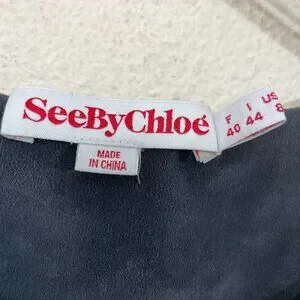 SeeByChloé
MADE
IN CHINA
F I US
40 44 8